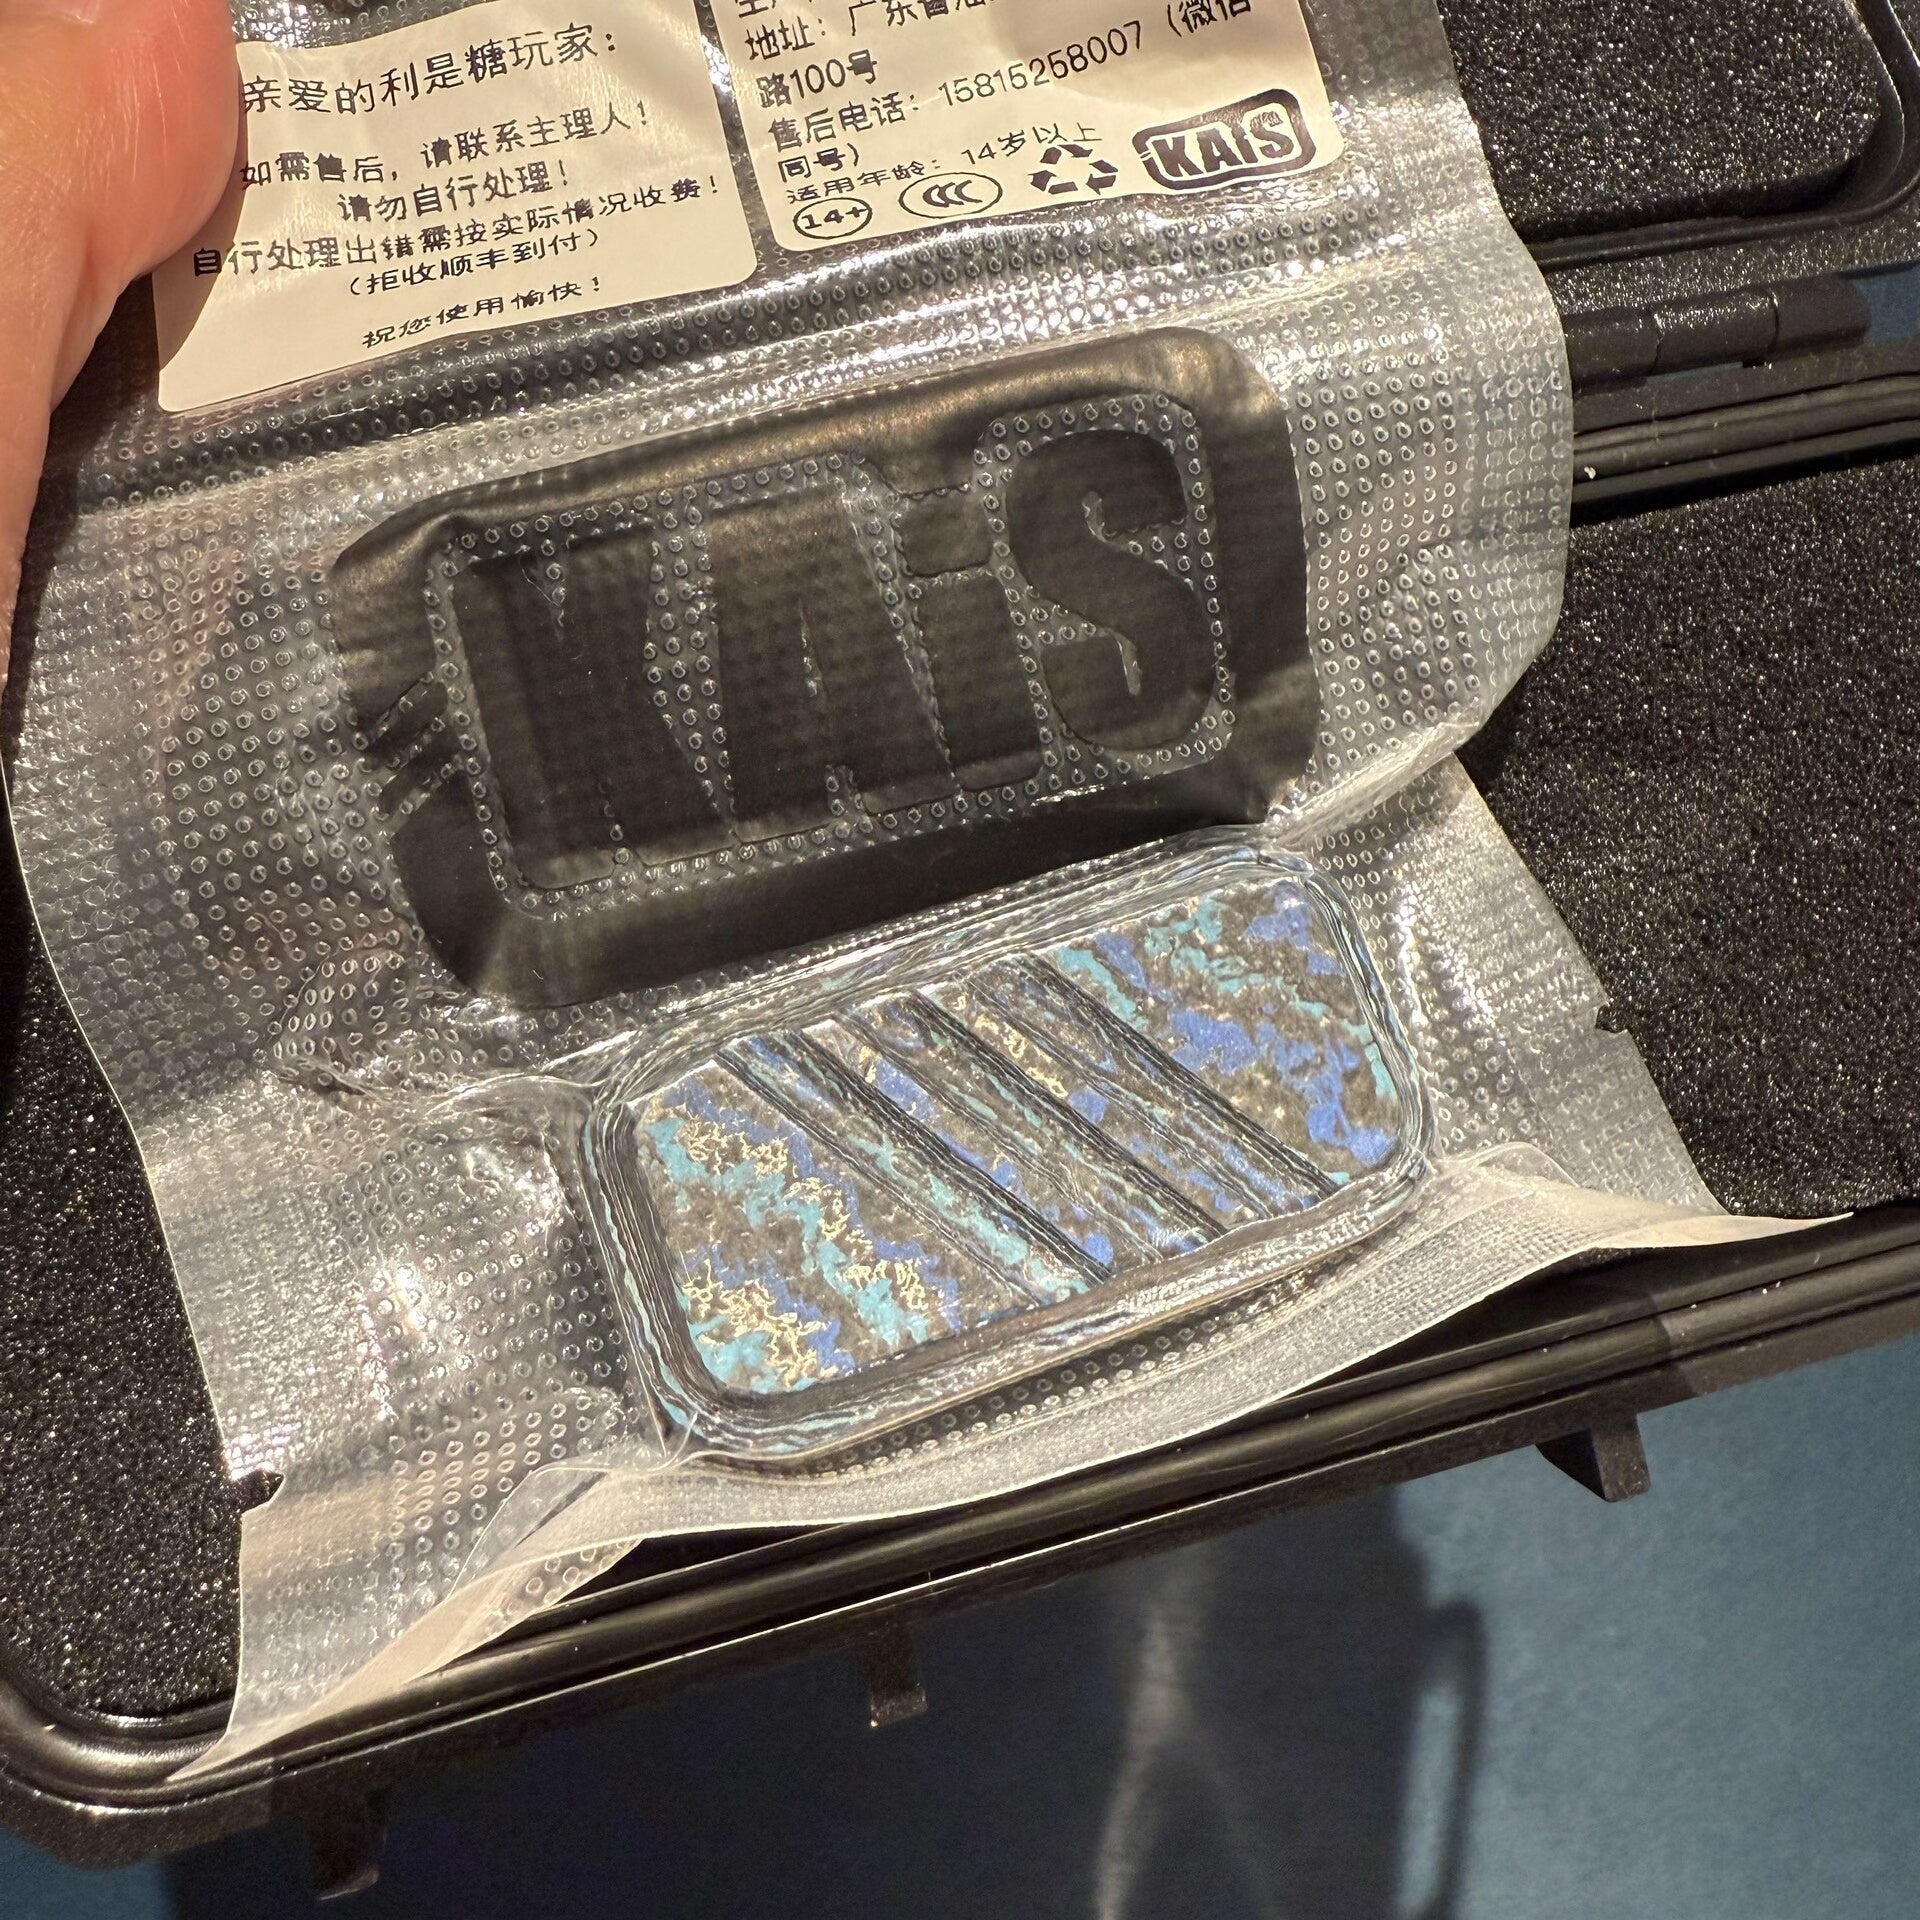 亲爱的利是糖玩家：
如需售后，请联系主理人！
请勿自行处理！
自行处理出错需按实际情况收费！
（拒收顺丰到付）
祝您使用愉快！
地址：广东省
路100号
售后电话：15815258007（微信
同号）
适用年龄：14岁以上
14+
CCC
KAiS
KAiS